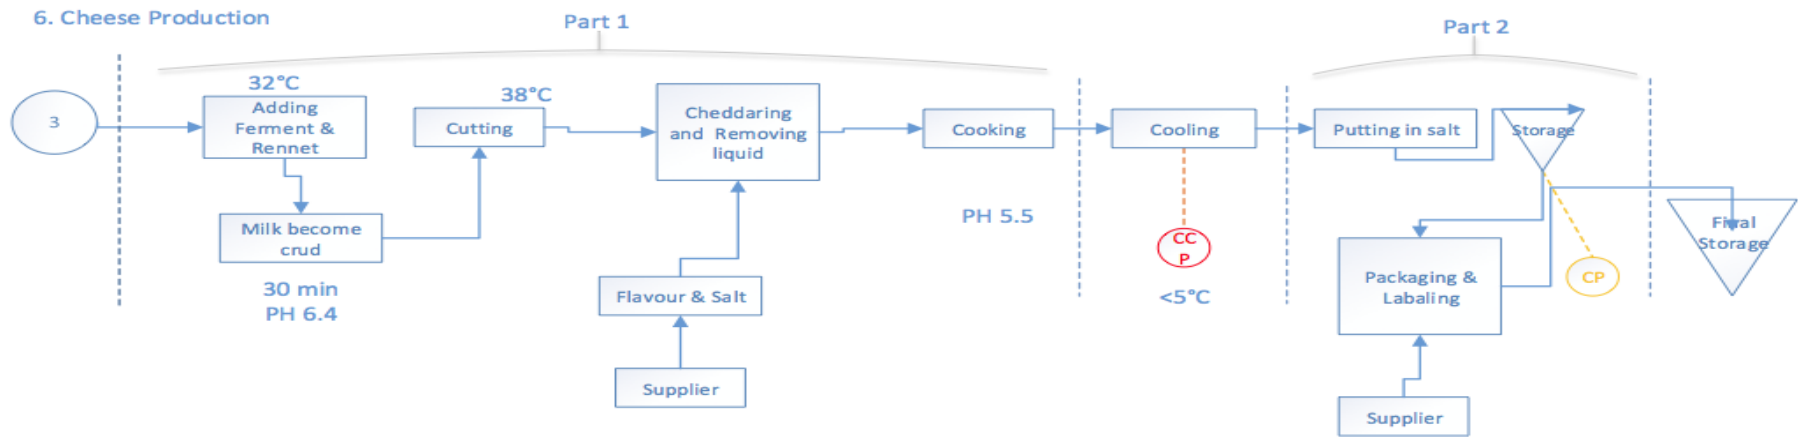 6. Cheese Production
Part 1
Part 2
3
32°C
Adding
Ferment &
Rennet
Milk become
crud
30 min
PH 6.4
38°C
Cutting
Cheddaring
and Removing
liquid
Flavour & Salt
Supplier
Cooking
PH 5.5
Cooling
CC
P
<5°C
Putting in salt
Storage
CP
Packaging &
Labaling
Supplier
Final
Storage